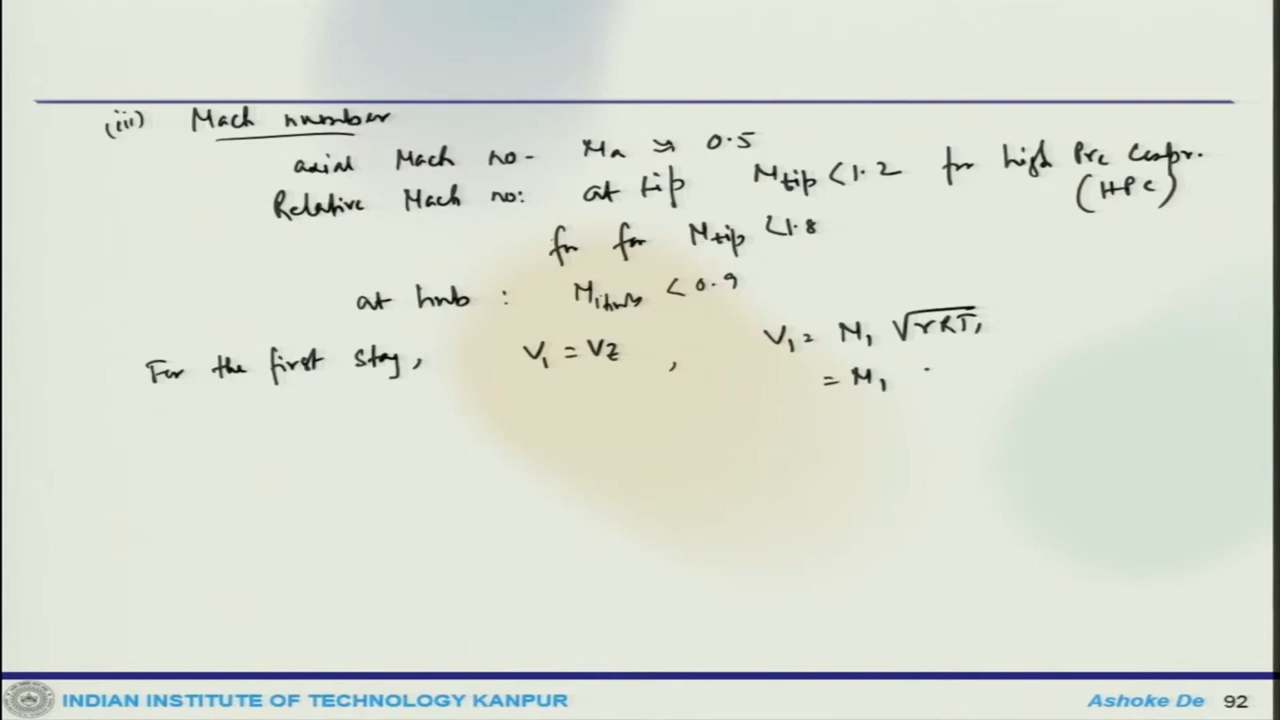 (iii) Mach number
axial Mach no- Ma ≈ 0.5
Relative Mach no: at tip Mtip < 1.2 for high Pre Compr. (HPC)
for fan Mtip < 1.8
at hub : M1hub < 0.9
For the first stag, V1 = VZ , V1 = M1 √γRT1
= M1
INDIAN INSTITUTE OF TECHNOLOGY KANPUR
Ashoke De 92